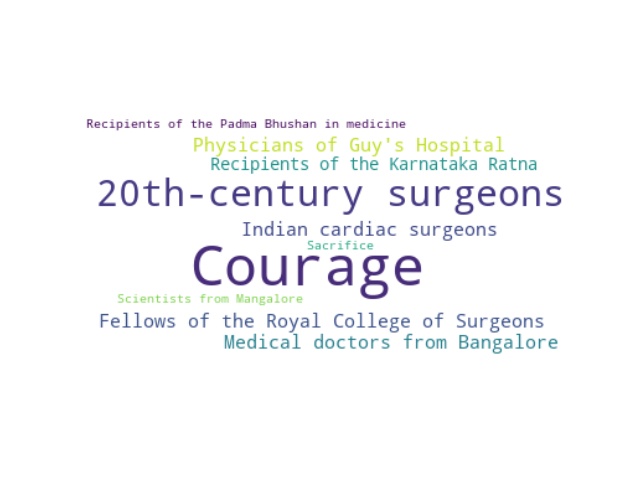 Recipients of the Padma Bhushan in medicine
Physicians of Guy's Hospital
Recipients of the Karnataka Ratna
20th-century surgeons
Indian cardiac surgeons
Sacrifice
Courage
Scientists from Mangalore
Fellows of the Royal College of Surgeons
Medical doctors from Bangalore